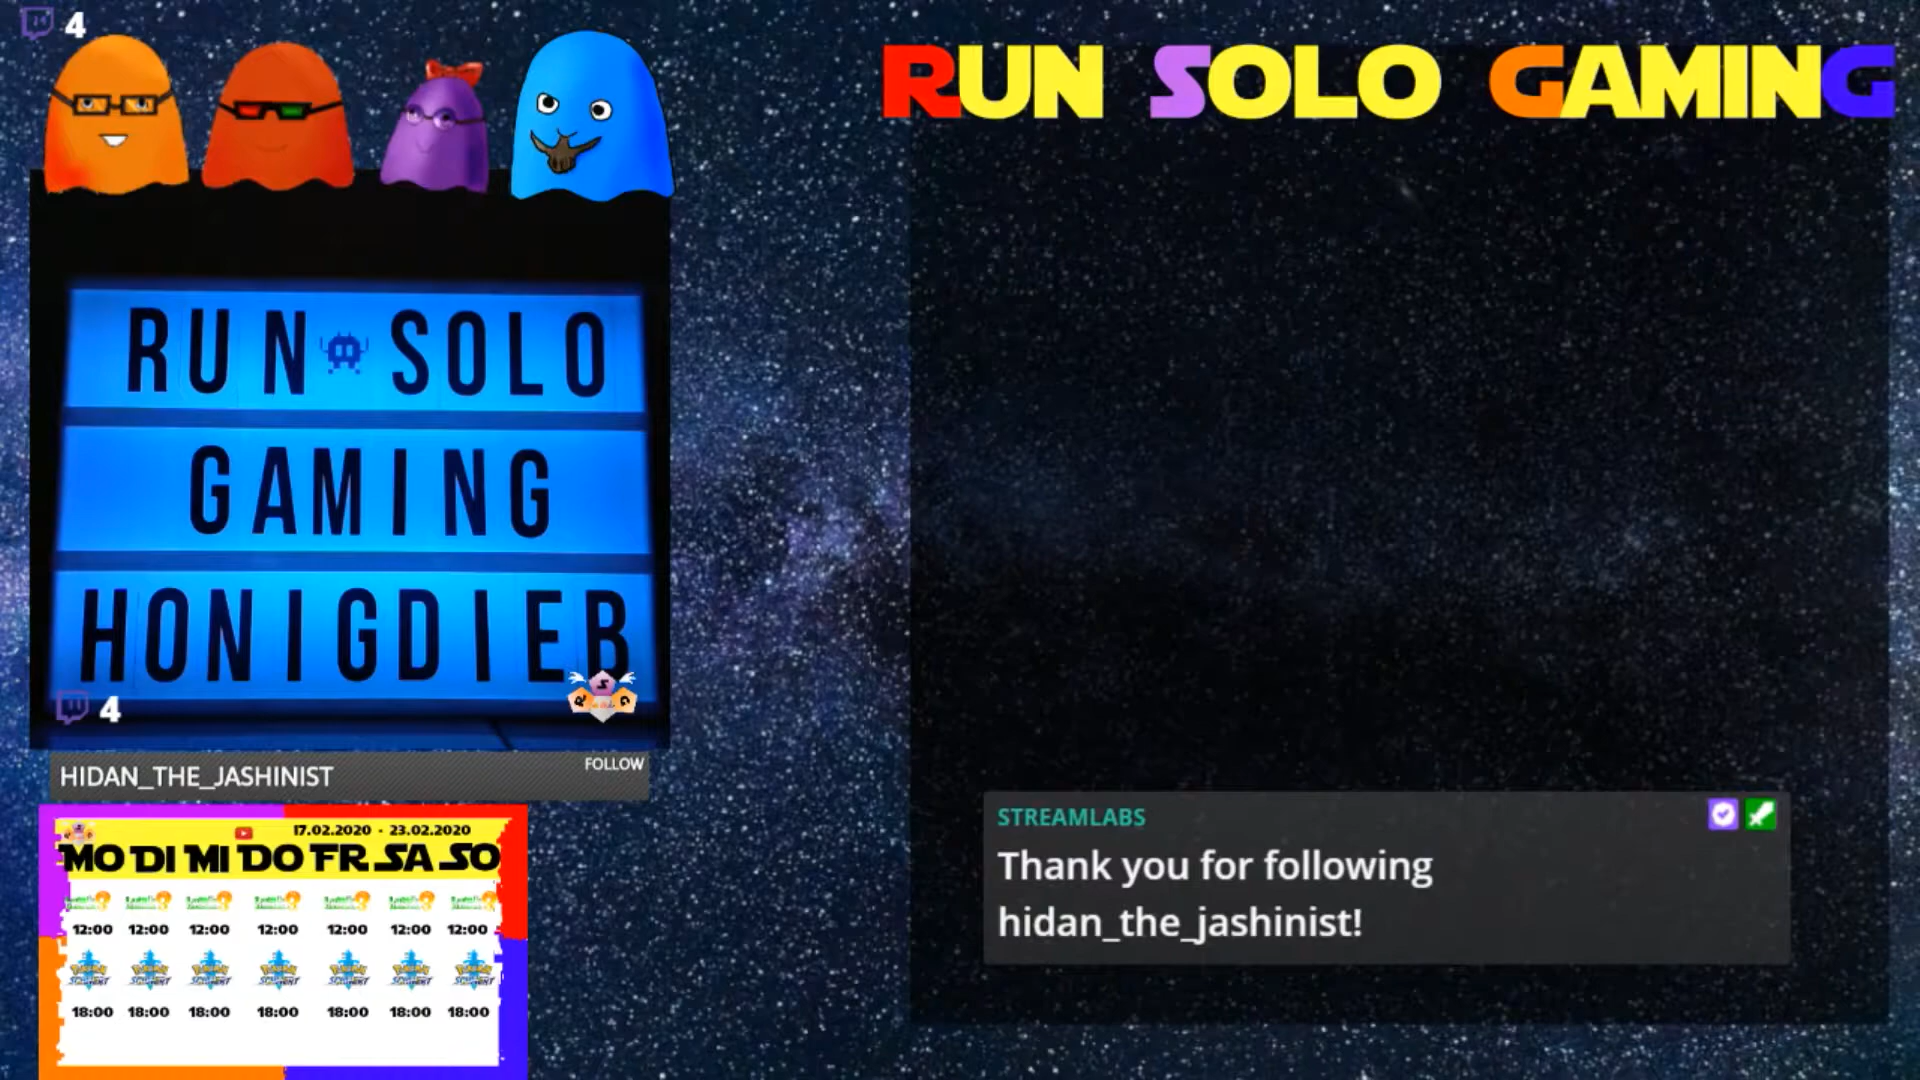 4
RUN SOLO GAMING
RUN SOLO
GAMING
HONIGDIEB
4
HIDAN_THE_JASHINIST
FOLLOW
17.02.2020 - 23.02.2020
MO DI MI DO FR SA SO
12:00 12:00 12:00 12:00 12:00 12:00 12:00
18:00 18:00 18:00 18:00 18:00 18:00 18:00
STREAMLABS
Thank you for following
hidan_the_jashinist!